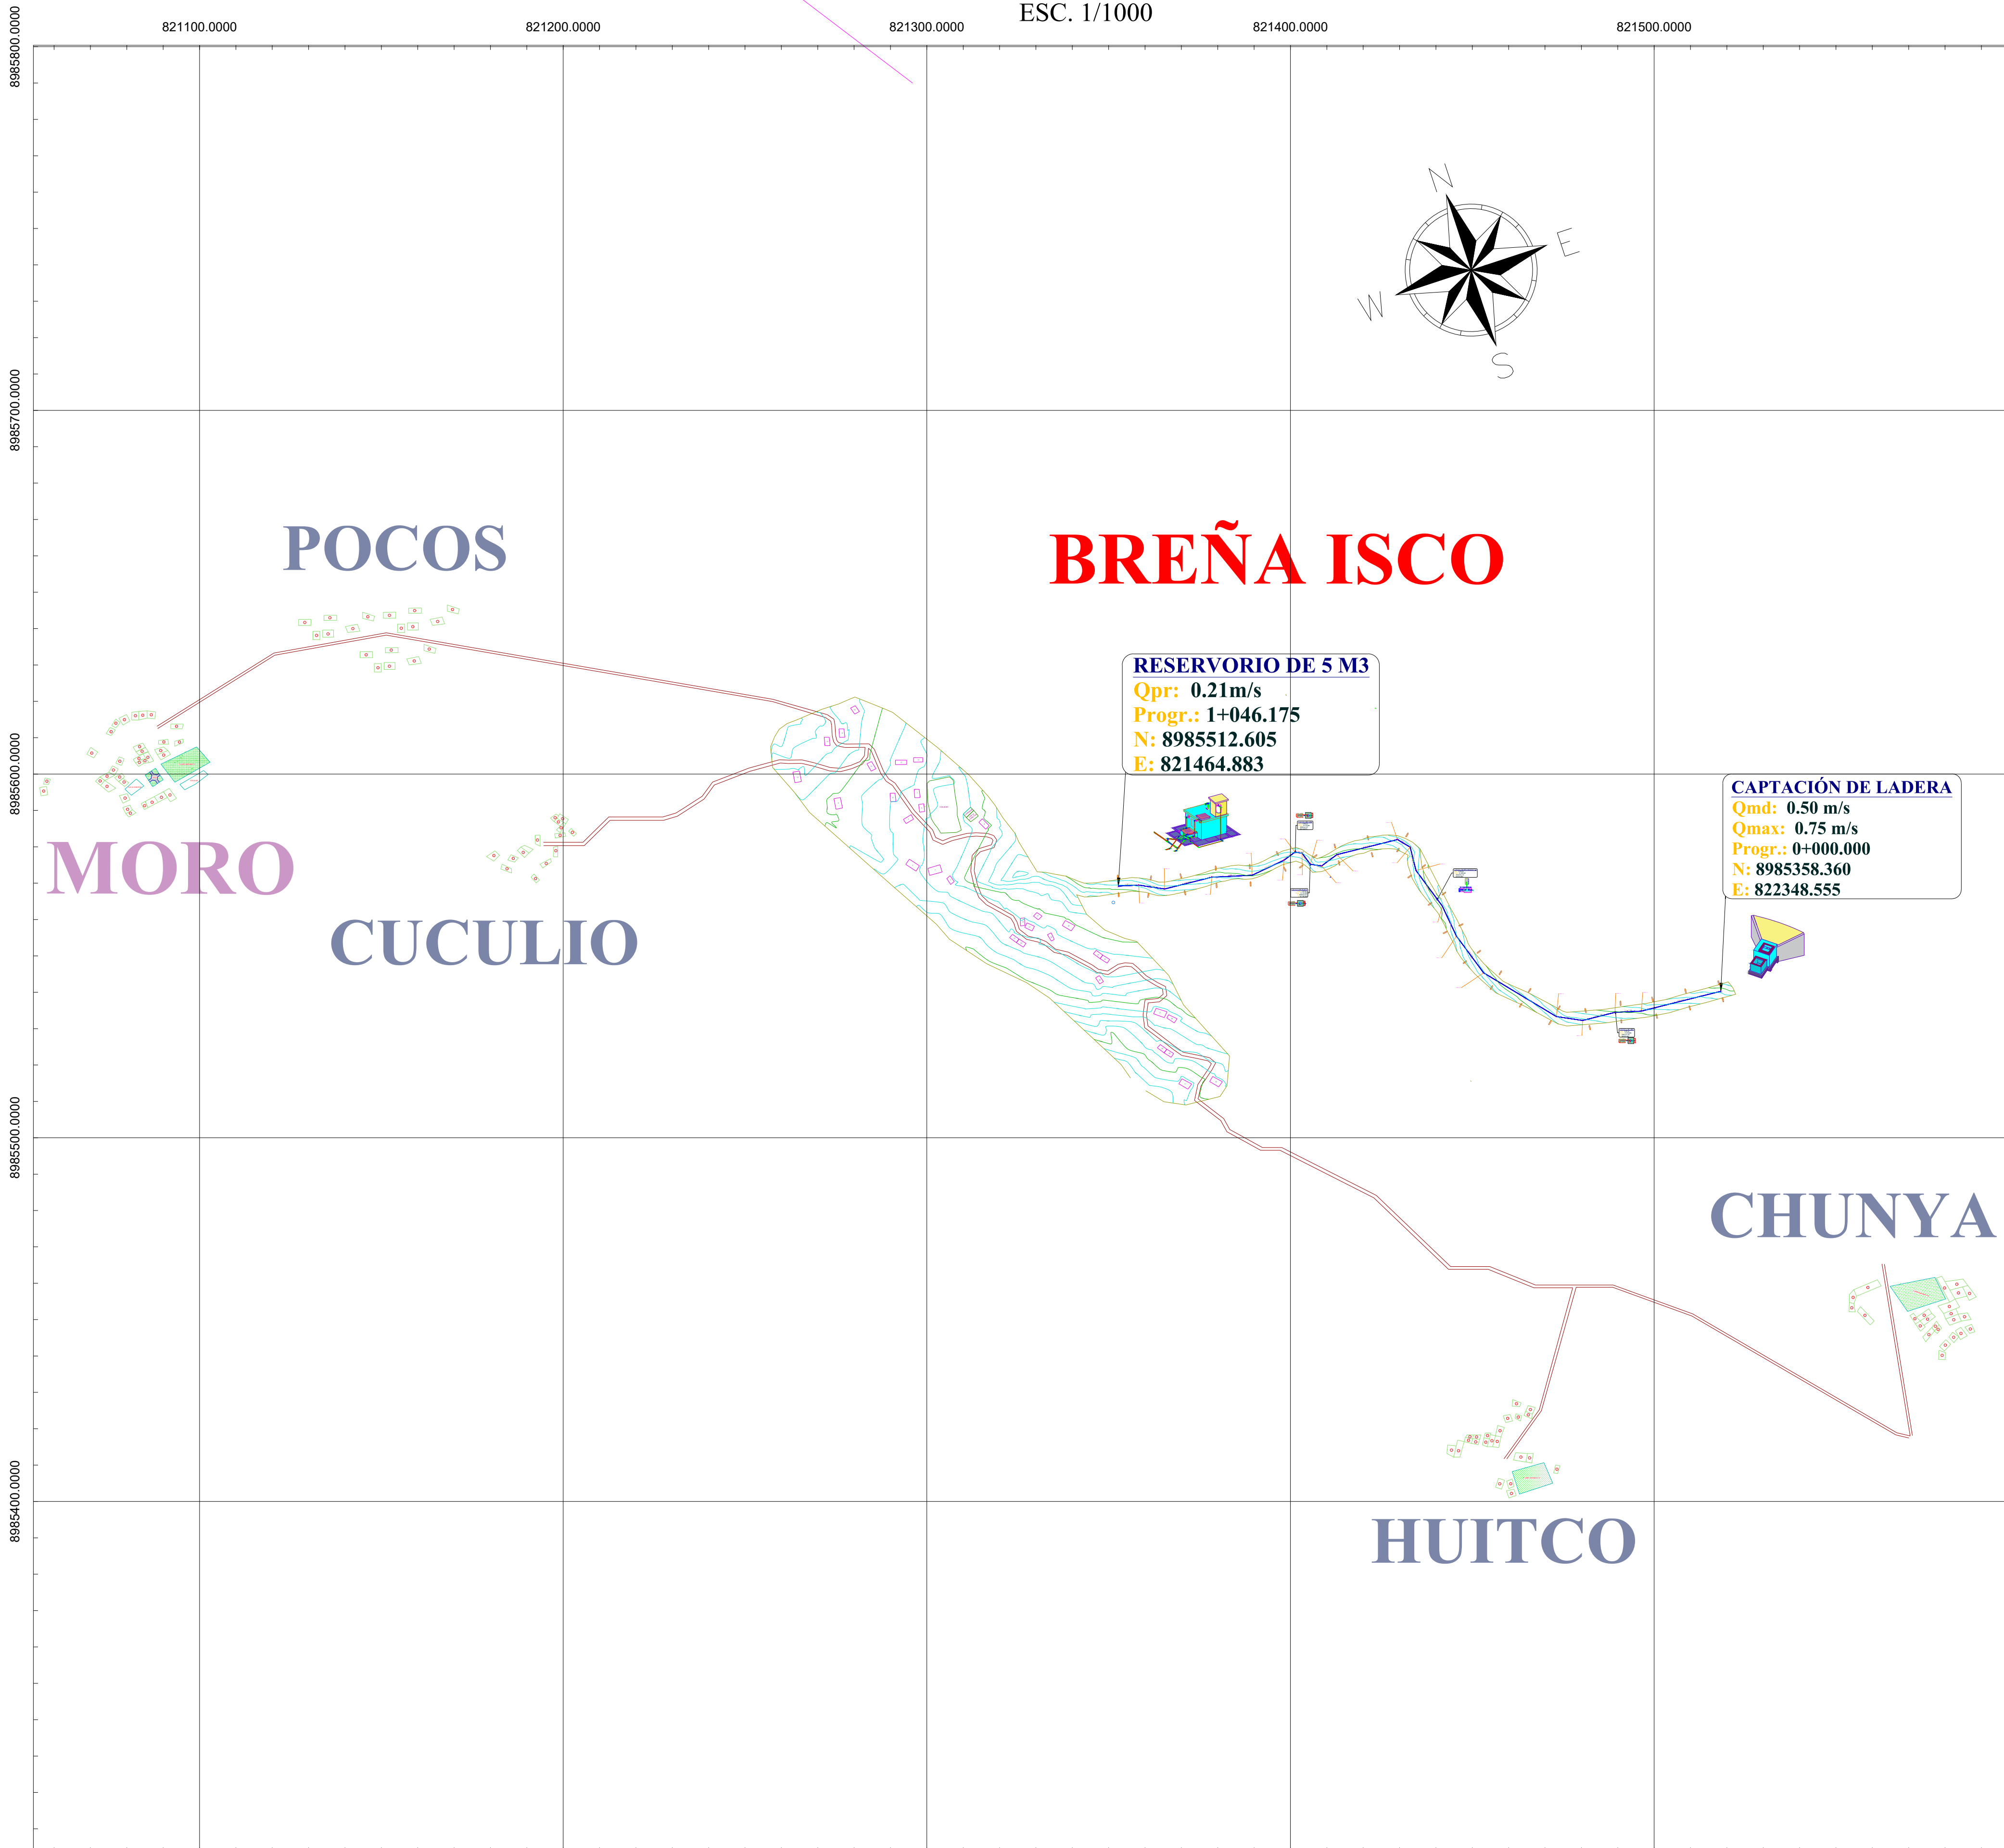 ESC. 1/1000
821100.0000
821200.0000
821300.0000
821400.0000
821500.0000
8985800.0000
8985700.0000
8985600.0000
8985500.0000
8985400.0000
N
E
W
S
POCOS
BREÑA ISCO
RESERVORIO DE 5 M3
Qpr: 0.21m/s
Progr.: 1+046.175
N: 8985512.605
E: 821464.883
CAPTACIÓN DE LADERA
Qmd: 0.50 m/s
Qmax: 0.75 m/s
Progr.: 0+000.000
N: 8985358.360
E: 822348.555
MORO
CUCULIO
CHUNYA
HUITCO